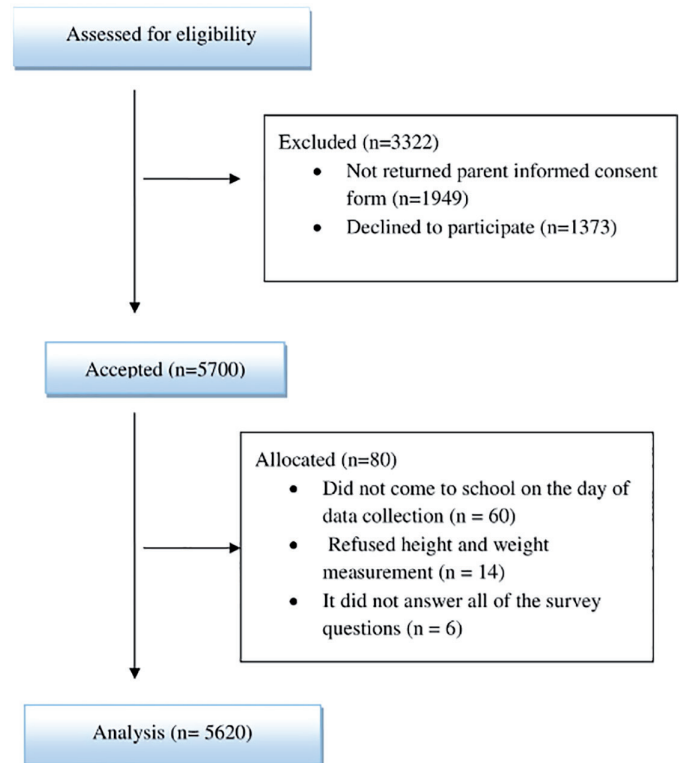 Assessed for eligibility
Excluded (n=3322)
• Not returned parent informed consent
form (n=1949)
• Declined to participate (n=1373)
Accepted (n=5700)
Allocated (n=80)
• Did not come to school on the day of
data collection (n = 60)
• Refused height and weight
measurement (n = 14)
• It did not answer all of the survey
questions (n = 6)
Analysis (n= 5620)